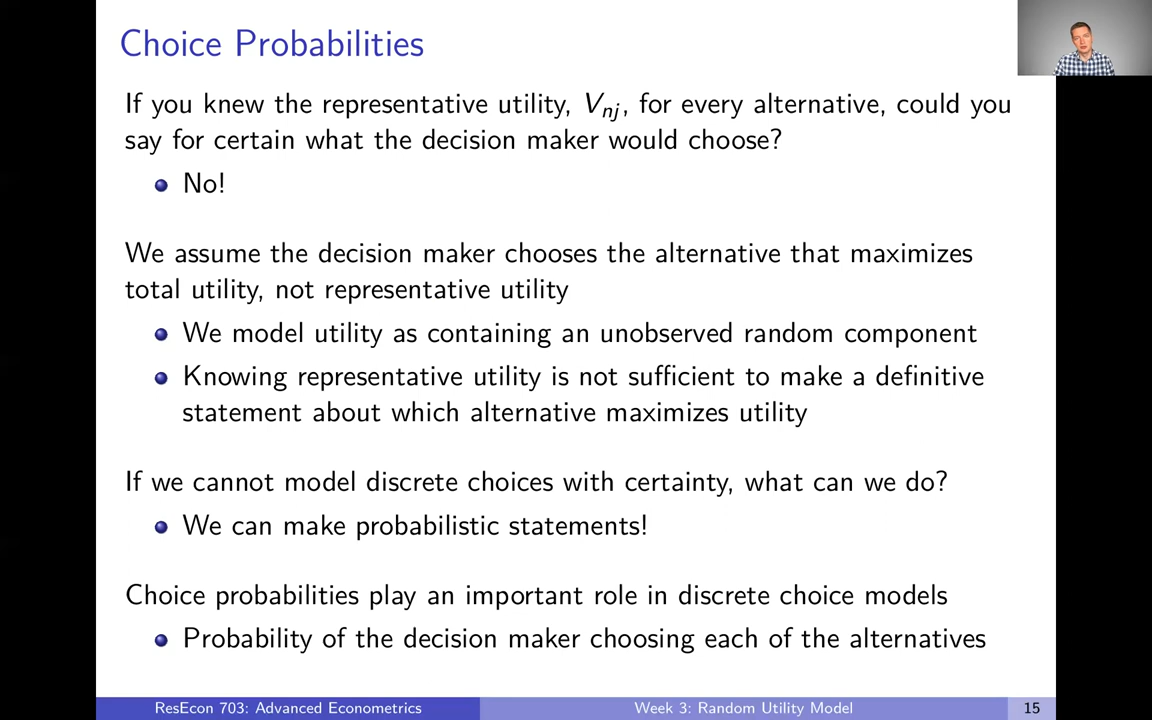 Choice Probabilities
If you knew the representative utility, Vnj, for every alternative, could you
say for certain what the decision maker would choose?
No!
We assume the decision maker chooses the alternative that maximizes
total utility, not representative utility
We model utility as containing an unobserved random component
Knowing representative utility is not sufficient to make a definitive
statement about which alternative maximizes utility
If we cannot model discrete choices with certainty, what can we do?
We can make probabilistic statements!
Choice probabilities play an important role in discrete choice models
Probability of the decision maker choosing each of the alternatives
ResEcon 703: Advanced Econometrics
Week 3: Random Utility Model
15